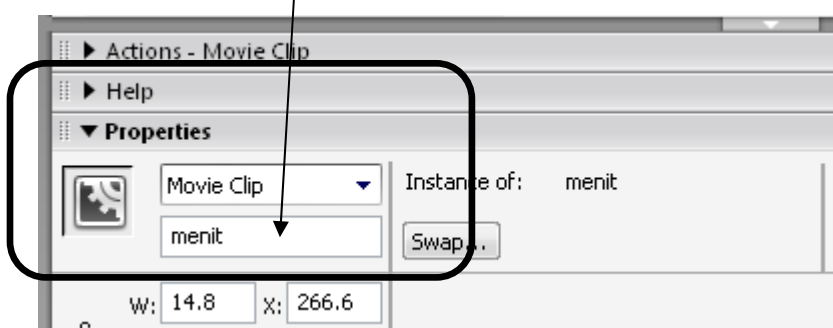 Actions - Movie Clip
Help
Properties
Movie Clip
Instance of: menit
menit
Swap...
W: 14.8 X: 266.6